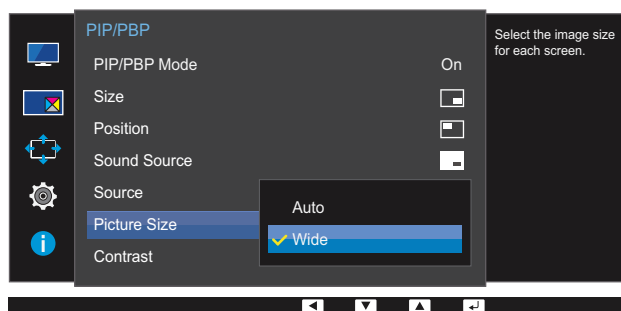 PIP/PBP
PIP/PBP Mode On
Size
Position
Sound Source
Source
Picture Size
Contrast
Auto
Wide
Select the image size
for each screen.